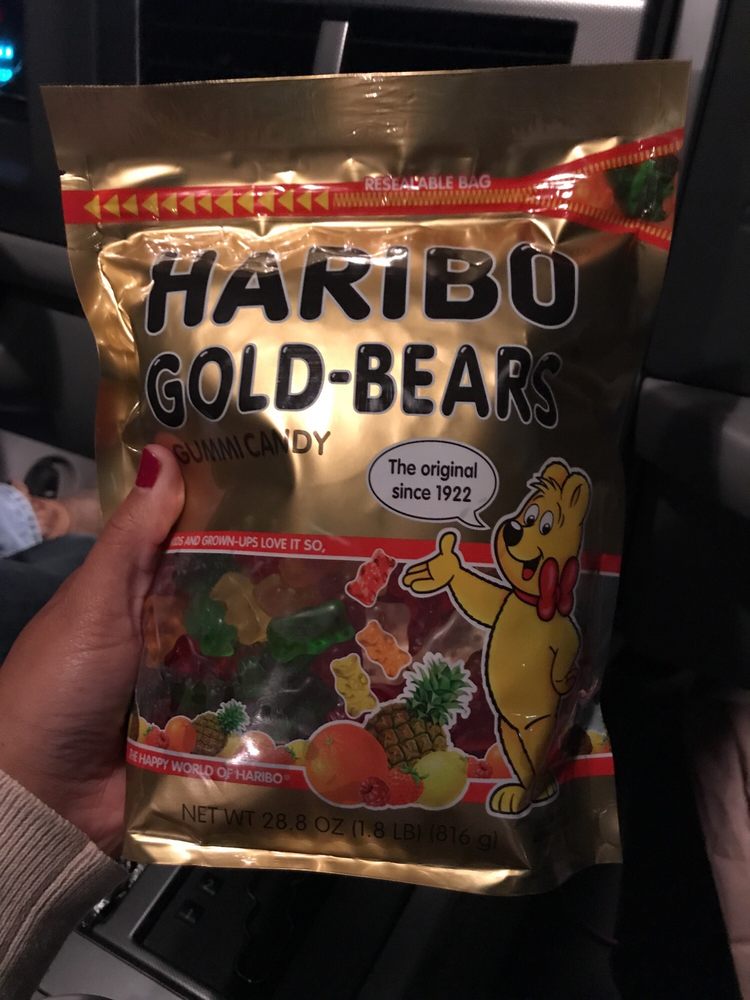 RESEALABLE BAG
HARIBO
GOLD-BEARS
GUMMI CANDY
The original
since 1922
AND GROWN-UPS LOVE IT SO,
HAPPY WORLD OF HARIBO®
NET WT 28.8 OZ (1.8 LB) (816 g)